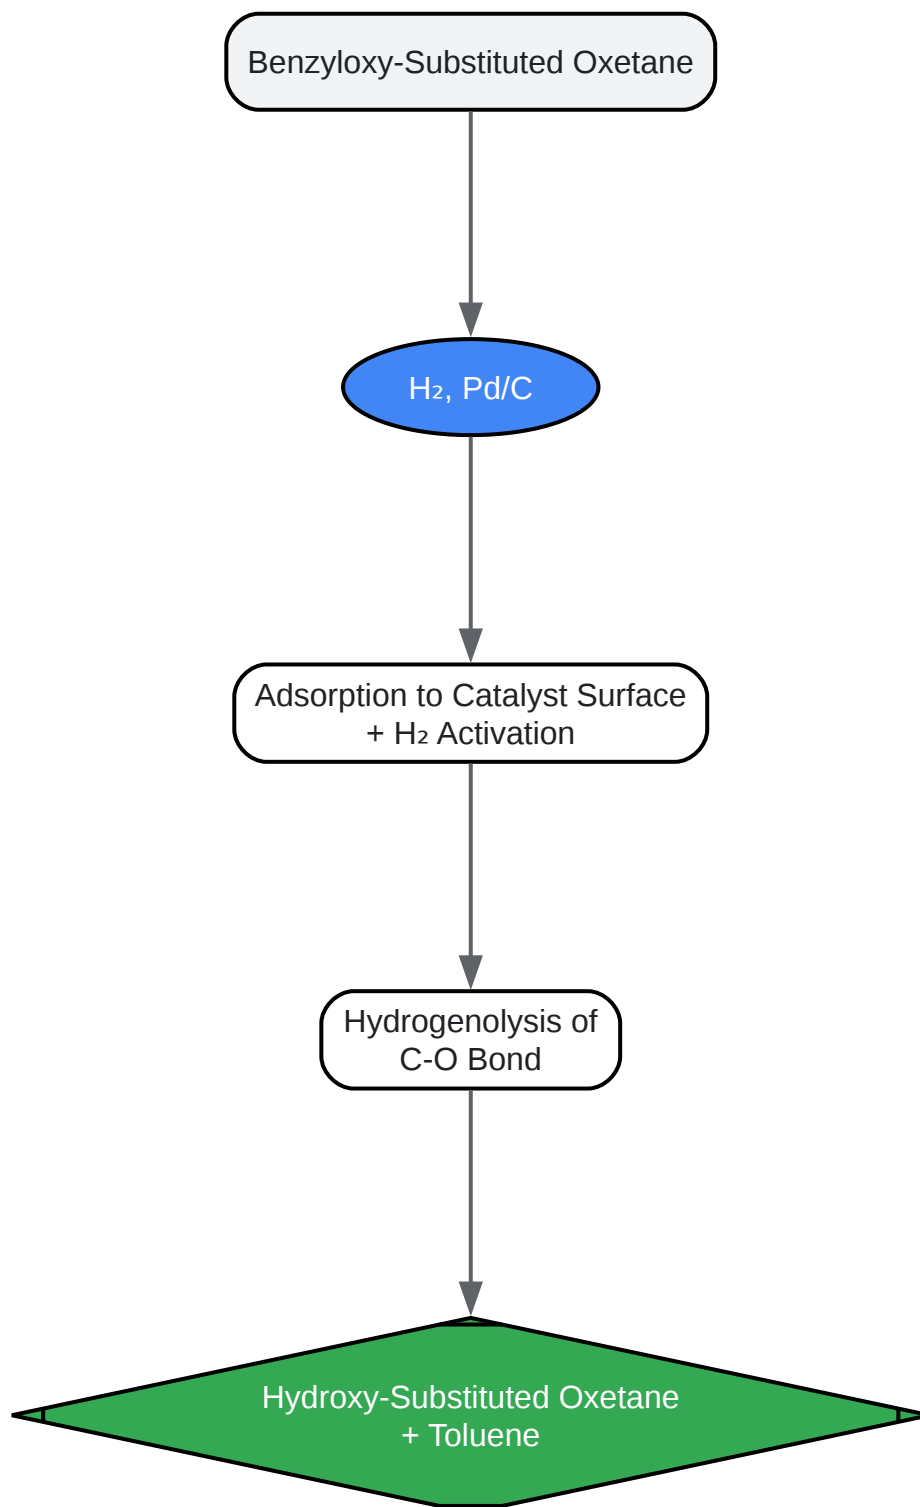 Benzyloxy-Substituted Oxetane
H₂, Pd/C
Adsorption to Catalyst Surface
+ H₂ Activation
Hydrogenolysis of
C-O Bond
Hydroxy-Substituted Oxetane
+ Toluene